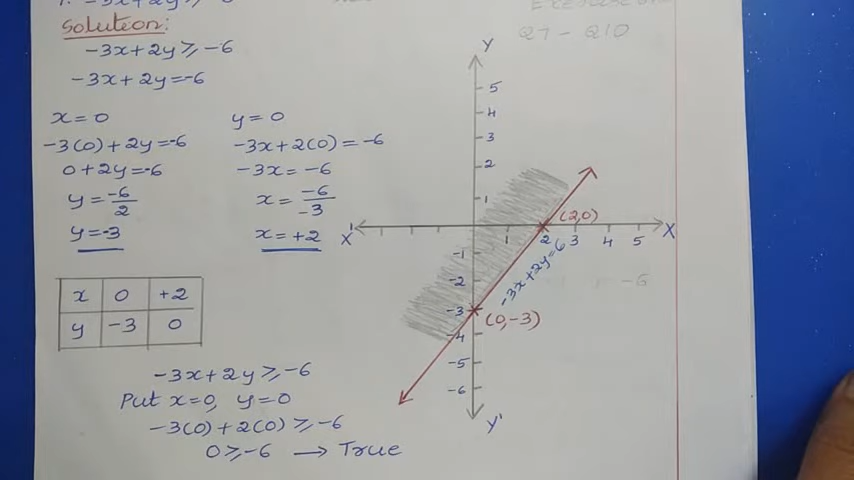 Solution:
-3x+2y≥-6
-3x+2y=-6
x=0
-3(0)+2y=-6
0+2y=-6
y=-6/2
y=-3
y=0
-3x+2(0)=-6
-3x=-6
x=-6/-3
x=+2
x 0 +2
y -3 0
-3x+2y≥-6
Put x=0, y=0
-3(0)+2(0)≥-6
0≥-6 → True
Q7-Q10
Y
5
4
3
2
1
X' 1 2 3 4 5 X
(2,0)
-1
-2
-3
-4
-5
-6
Y'
(0,-3)
-3x+2y=6
-6